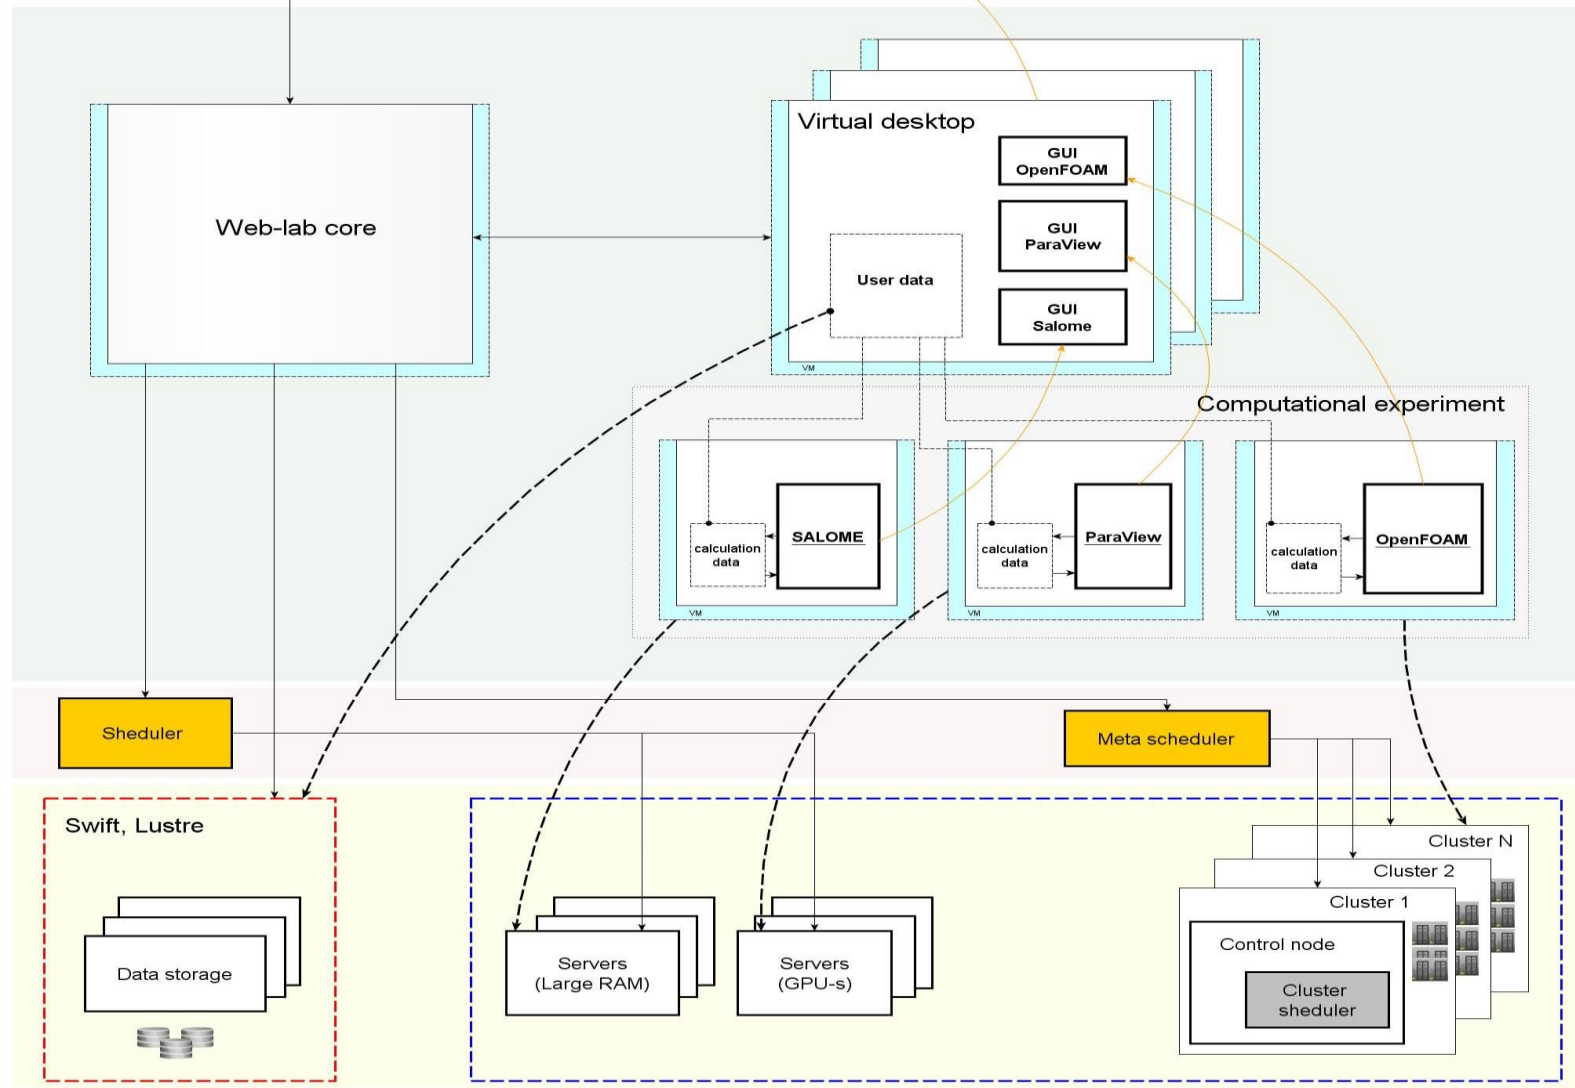 Virtual desktop
GUI
OpenFOAM
Web-lab core
GUI
ParaView
User data
GUI
Salome
VM
Computational experiment
SALOME
calculation
data
VM
ParaView
calculation
data
VM
OpenFOAM
calculation
data
VM
Sheduler
Meta scheduler
Swift, Lustre
Data storage
Servers
(Large RAM)
Servers
(GPU-s)
Cluster N
Cluster 2
Cluster 1
Control node
Cluster
sheduler